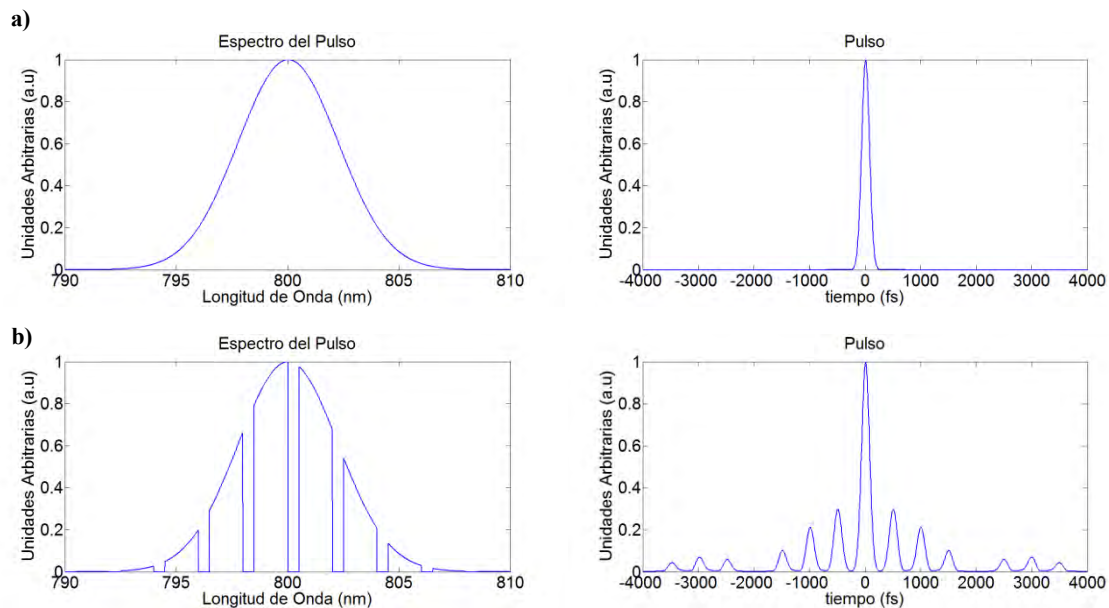 a)
Espectro del Pulso
Unidades Arbitrarias (a.u)
1
0.8
0.6
0.4
0.2
0
790 795 800 805 810
Longitud de Onda (nm)
Pulso
Unidades Arbitrarias (a.u)
1
0.8
0.6
0.4
0.2
0
-4000 -3000 -2000 -1000 0 1000 2000 3000 4000
tiempo (fs)
b)
Espectro del Pulso
Unidades Arbitrarias (a.u)
1
0.8
0.6
0.4
0.2
0
790 795 800 805 810
Longitud de Onda (nm)
Pulso
Unidades Arbitrarias (a.u)
1
0.8
0.6
0.4
0.2
0
-4000 -3000 -2000 -1000 0 1000 2000 3000 4000
tiempo (fs)